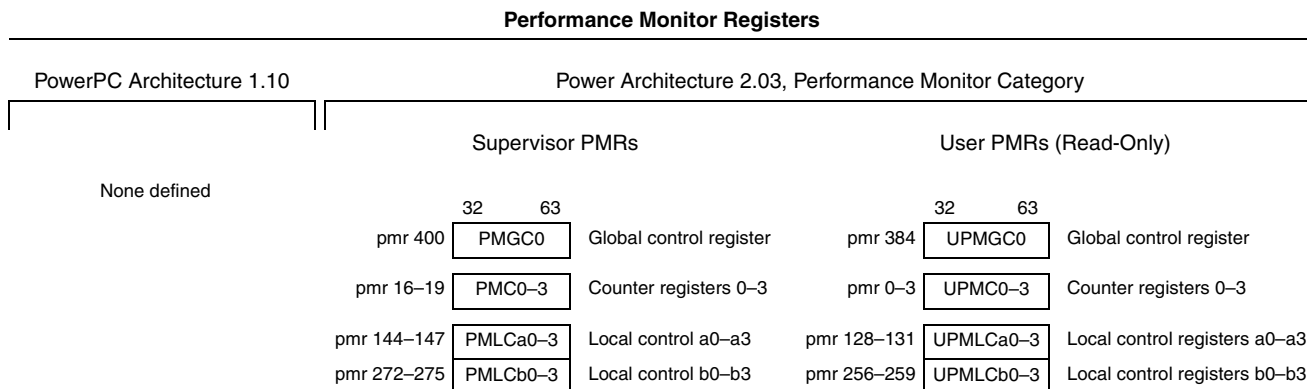 Performance Monitor Registers
PowerPC Architecture 1.10
Power Architecture 2.03, Performance Monitor Category
Supervisor PMRs
User PMRs (Read-Only)
None defined
32 63
32 63
pmr 400 PMGC0 Global control register
pmr 384 UPMGC0 Global control register
pmr 16–19 PMC0–3 Counter registers 0–3
pmr 0–3 UPMC0–3 Counter registers 0–3
pmr 144–147 PMLCa0–3 Local control a0–a3
pmr 128–131 UPMLCa0–3 Local control registers a0–a3
pmr 272–275 PMLCb0–3 Local control b0–b3
pmr 256–259 UPMLCb0–3 Local control registers b0–b3